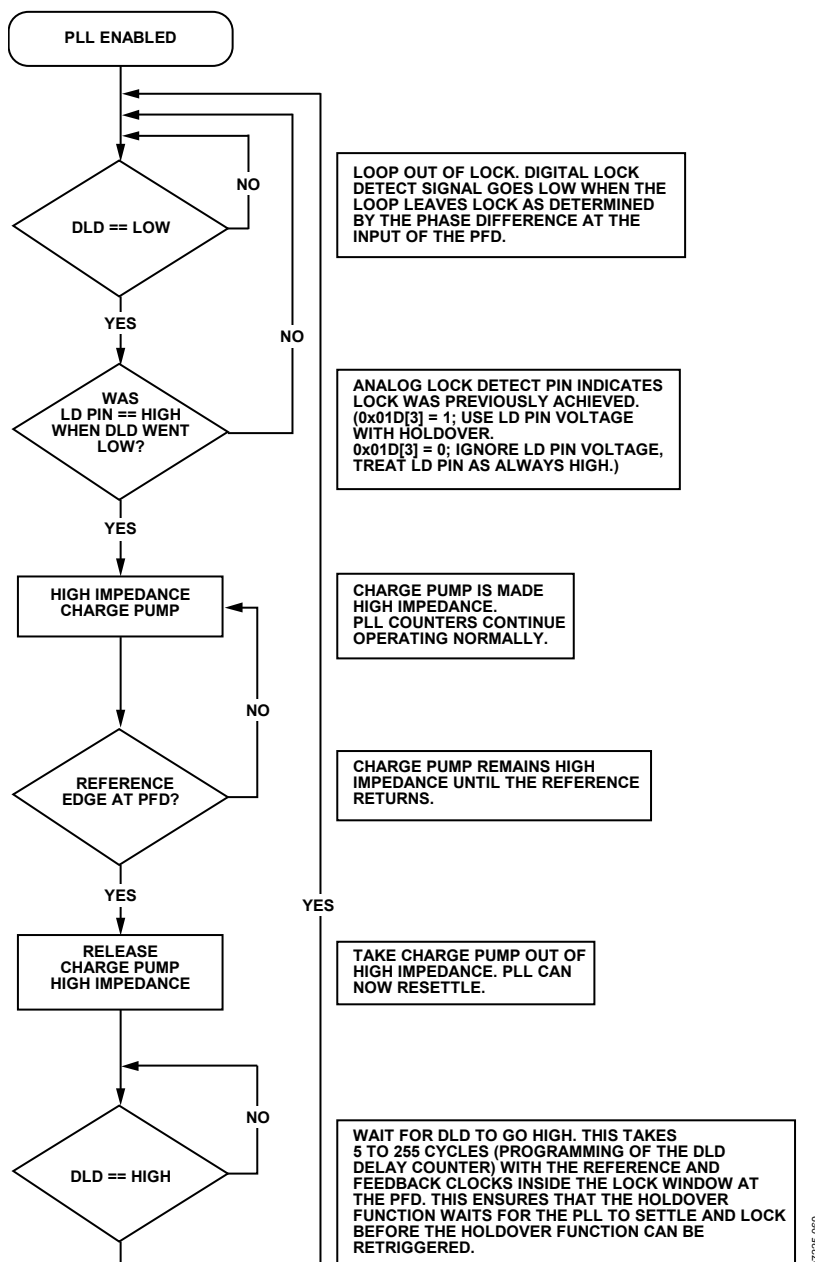 PLL ENABLED
NO
DLD == LOW
LOOP OUT OF LOCK. DIGITAL LOCK
DETECT SIGNAL GOES LOW WHEN THE
LOOP LEAVES LOCK AS DETERMINED
BY THE PHASE DIFFERENCE AT THE
INPUT OF THE PFD.
YES
NO
WAS
LD PIN == HIGH
WHEN DLD WENT
LOW?
ANALOG LOCK DETECT PIN INDICATES
LOCK WAS PREVIOUSLY ACHIEVED.
(0x01D[3] = 1; USE LD PIN VOLTAGE
WITH HOLDOVER.
0x01D[3] = 0; IGNORE LD PIN VOLTAGE,
TREAT LD PIN AS ALWAYS HIGH.)
YES
HIGH IMPEDANCE
CHARGE PUMP
CHARGE PUMP IS MADE
HIGH IMPEDANCE.
PLL COUNTERS CONTINUE
OPERATING NORMALLY.
NO
REFERENCE
EDGE AT PFD?
CHARGE PUMP REMAINS HIGH
IMPEDANCE UNTIL THE REFERENCE
RETURNS.
YES
YES
RELEASE
CHARGE PUMP
HIGH IMPEDANCE
TAKE CHARGE PUMP OUT OF
HIGH IMPEDANCE. PLL CAN
NOW RESETTLE.
NO
DLD == HIGH
WAIT FOR DLD TO GO HIGH. THIS TAKES
5 TO 255 CYCLES (PROGRAMMING OF THE DLD
DELAY COUNTER) WITH THE REFERENCE AND
FEEDBACK CLOCKS INSIDE THE LOCK WINDOW AT
THE PFD. THIS ENSURES THAT THE HOLDOVER
FUNCTION WAITS FOR THE PLL TO SETTLE AND LOCK
BEFORE THE HOLDOVER FUNCTION CAN BE
RETRIGGERED.